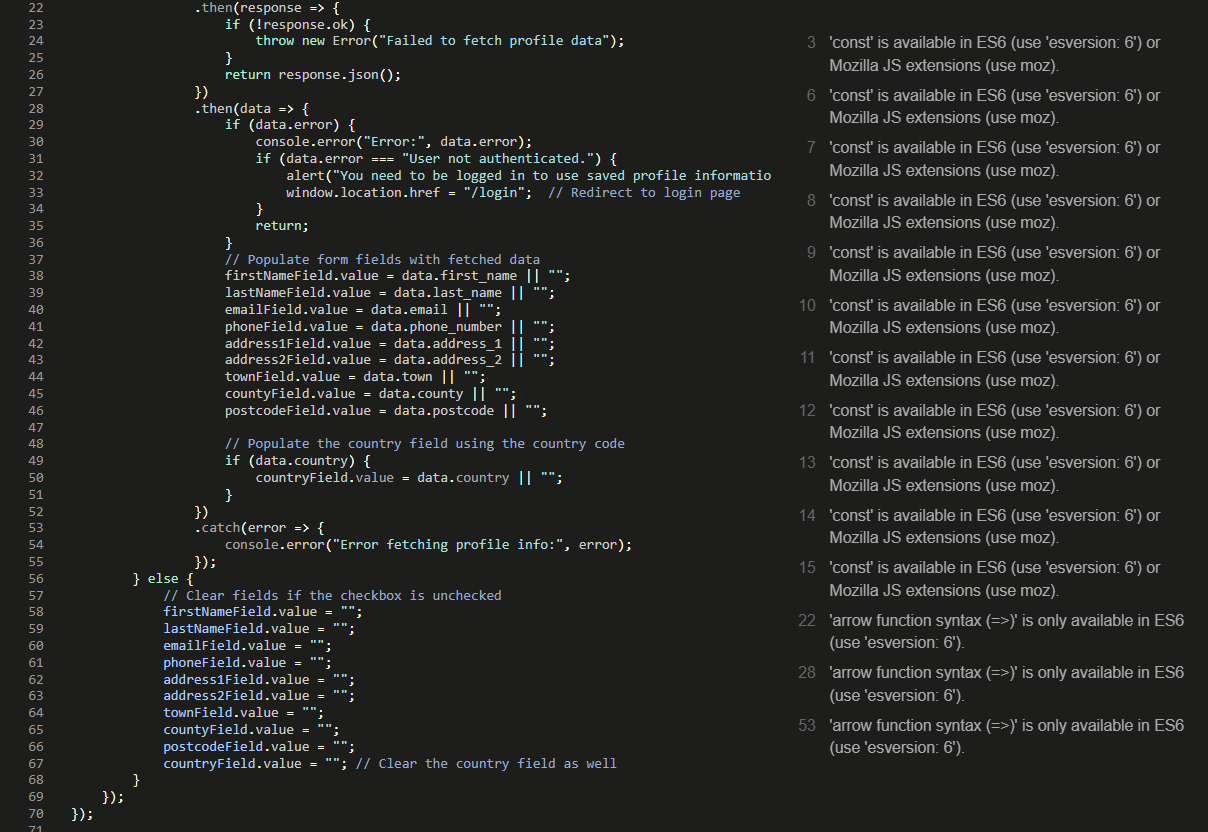 22 .then(response => {
23 if (!response.ok) {
24 throw new Error("Failed to fetch profile data");
25 }
26 return response.json();
27 })
28 .then(data => {
29 if (data.error) {
30 console.error("Error:", data.error);
31 if (data.error === "User not authenticated.") {
32 alert("You need to be logged in to use saved profile informatio
33 window.location.href = "/login";  // Redirect to login page
34 }
35 return;
36 }
37 // Populate form fields with fetched data
38 firstNameField.value = data.first_name || "";
39 lastNameField.value = data.last_name || "";
40 emailField.value = data.email || "";
41 phoneField.value = data.phone_number || "";
42 address1Field.value = data.address_1 || "";
43 address2Field.value = data.address_2 || "";
44 townField.value = data.town || "";
45 countyField.value = data.county || "";
46 postcodeField.value = data.postcode || "";
47
48 // Populate the country field using the country code
49 if (data.country) {
50 countryField.value = data.country || "";
51 }
52 })
53 .catch(error => {
54 console.error("Error fetching profile info:", error);
55 });
56 } else {
57 // Clear fields if the checkbox is unchecked
58 firstNameField.value = "";
59 lastNameField.value = "";
60 emailField.value = "";
61 phoneField.value = "";
62 address1Field.value = "";
63 address2Field.value = "";
64 townField.value = "";
65 countyField.value = "";
66 postcodeField.value = "";
67 countryField.value = ""; // Clear the country field as well
68 }
69 });
70 });
71
3 'const' is available in ES6 (use 'esversion: 6') or
Mozilla JS extensions (use moz).
6 'const' is available in ES6 (use 'esversion: 6') or
Mozilla JS extensions (use moz).
7 'const' is available in ES6 (use 'esversion: 6') or
Mozilla JS extensions (use moz).
8 'const' is available in ES6 (use 'esversion: 6') or
Mozilla JS extensions (use moz).
9 'const' is available in ES6 (use 'esversion: 6') or
Mozilla JS extensions (use moz).
10 'const' is available in ES6 (use 'esversion: 6') or
Mozilla JS extensions (use moz).
11 'const' is available in ES6 (use 'esversion: 6') or
Mozilla JS extensions (use moz).
12 'const' is available in ES6 (use 'esversion: 6') or
Mozilla JS extensions (use moz).
13 'const' is available in ES6 (use 'esversion: 6') or
Mozilla JS extensions (use moz).
14 'const' is available in ES6 (use 'esversion: 6') or
Mozilla JS extensions (use moz).
15 'const' is available in ES6 (use 'esversion: 6') or
Mozilla JS extensions (use moz).
22 'arrow function syntax (=>)' is only available in ES6
(use 'esversion: 6').
28 'arrow function syntax (=>)' is only available in ES6
(use 'esversion: 6').
53 'arrow function syntax (=>)' is only available in ES6
(use 'esversion: 6').